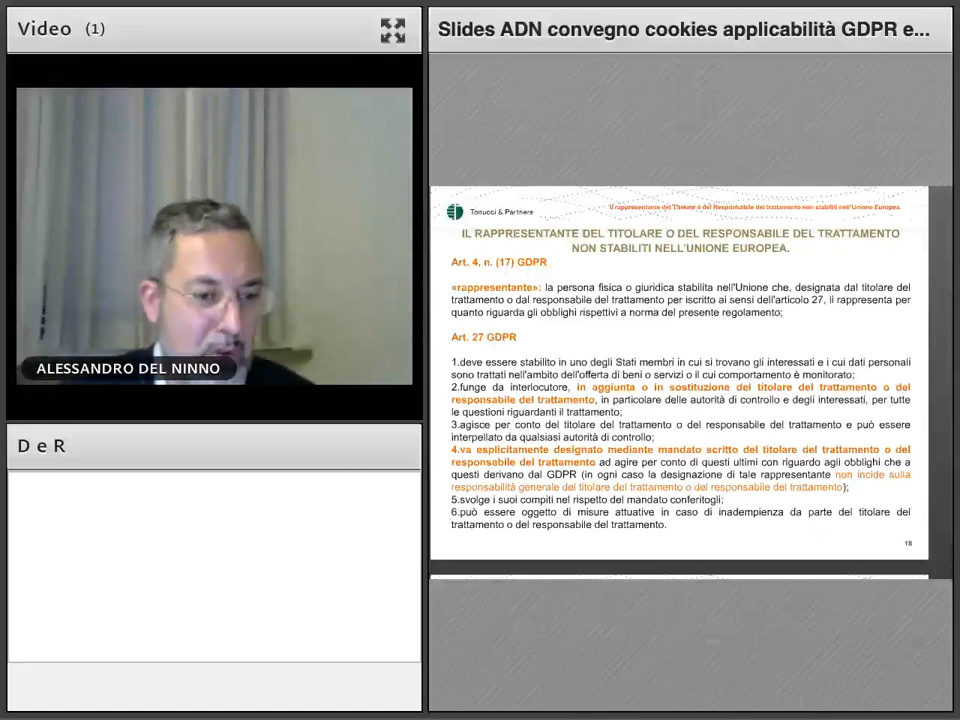 Video (1)
ALESSANDRO DEL NINNO
D e R
Slides ADN convegno cookies applicabilità GDPR e...
Tonucci & Partners
Il rappresentante del Titolare o del Responsabile del trattamento non stabiliti nell'Unione Europea.
IL RAPPRESENTANTE DEL TITOLARE O DEL RESPONSABILE DEL TRATTAMENTO
NON STABILITI NELL'UNIONE EUROPEA.
Art. 4, n. (17) GDPR
«rappresentante»: la persona fisica o giuridica stabilita nell'Unione che, designata dal titolare del
trattamento o dal responsabile del trattamento per iscritto ai sensi dell'articolo 27, li rappresenta per
quanto riguarda gli obblighi rispettivi a norma del presente regolamento;
Art. 27 GDPR
1.deve essere stabilito in uno degli Stati membri in cui si trovano gli interessati e i cui dati personali
sono trattati nell'ambito dell'offerta di beni o servizi o il cui comportamento è monitorato;
2.funge da interlocutore, in aggiunta o in sostituzione del titolare del trattamento o del
responsabile del trattamento, in particolare delle autorità di controllo e degli interessati, per tutte
le questioni riguardanti il trattamento;
3.agisce per conto del titolare del trattamento o del responsabile del trattamento e può essere
interpellato da qualsiasi autorità di controllo;
4.va esplicitamente designato mediante mandato scritto del titolare del trattamento o del
responsabile del trattamento ad agire per conto di questi ultimi con riguardo agli obblighi che a
questi derivano dal GDPR (in ogni caso la designazione di tale rappresentante non incide sulla
responsabilità generale del titolare del trattamento o del responsabile del trattamento);
5.svolge i suoi compiti nel rispetto del mandato conferitogli;
6.può essere oggetto di misure attuative in caso di inadempienza da parte del titolare del
trattamento o del responsabile del trattamento.
18